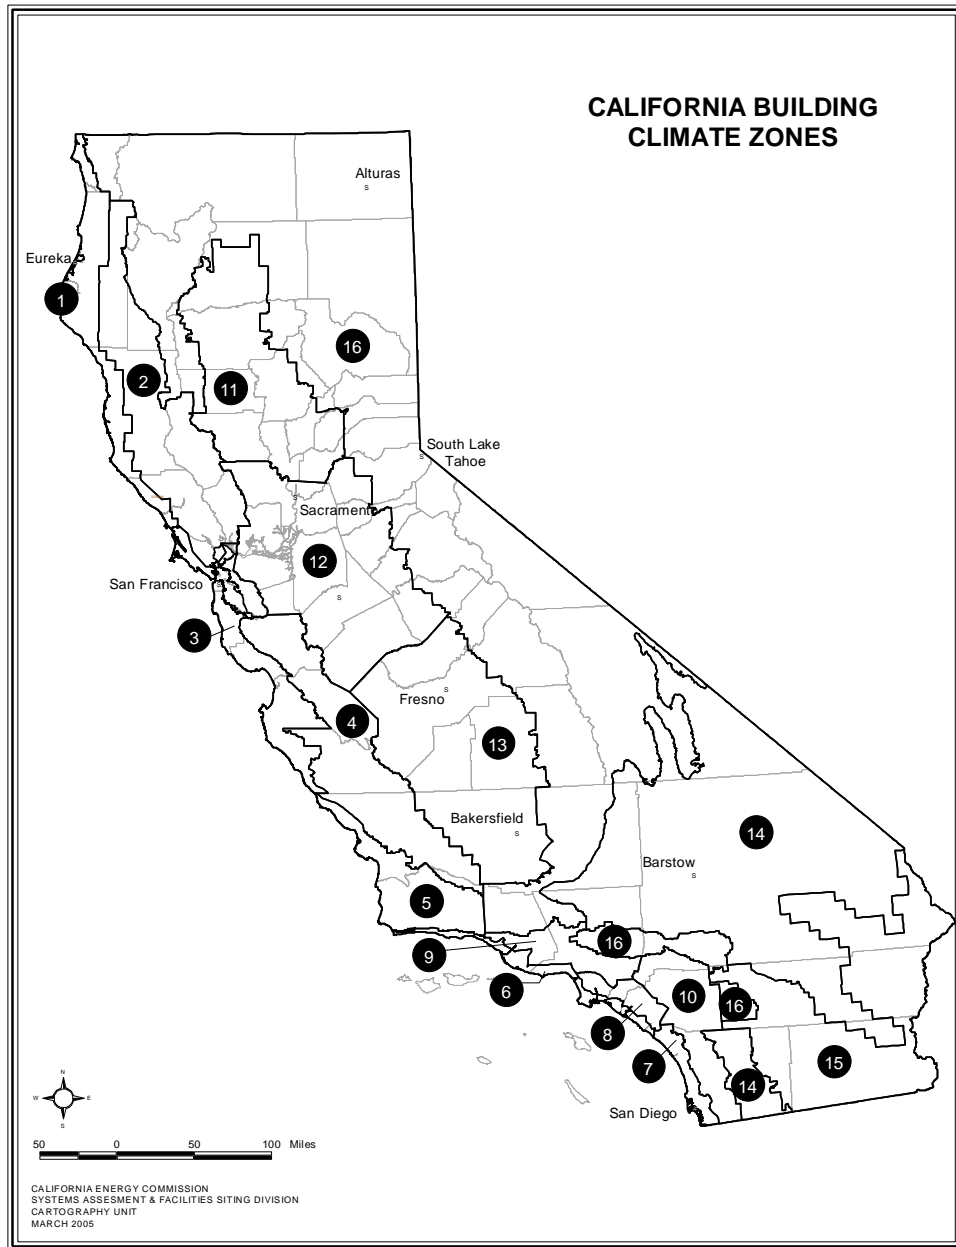 CALIFORNIA BUILDING
CLIMATE ZONES
Alturas
S
Eureka
1
16
2
11
South Lake
Tahoe
S
S
Sacramento
12
San Francisco
S
S
3
Fresno
S
4
13
Bakersfield
S
14
Barstow
S
5
16
9
6
10
16
8
7
15
14
San Diego
N
W
E
S
50
0
50
100 Miles
CALIFORNIA ENERGY COMMISSION
SYSTEMS ASSESMENT & FACILITIES SITING DIVISION
CARTOGRAPHY UNIT
MARCH 2005